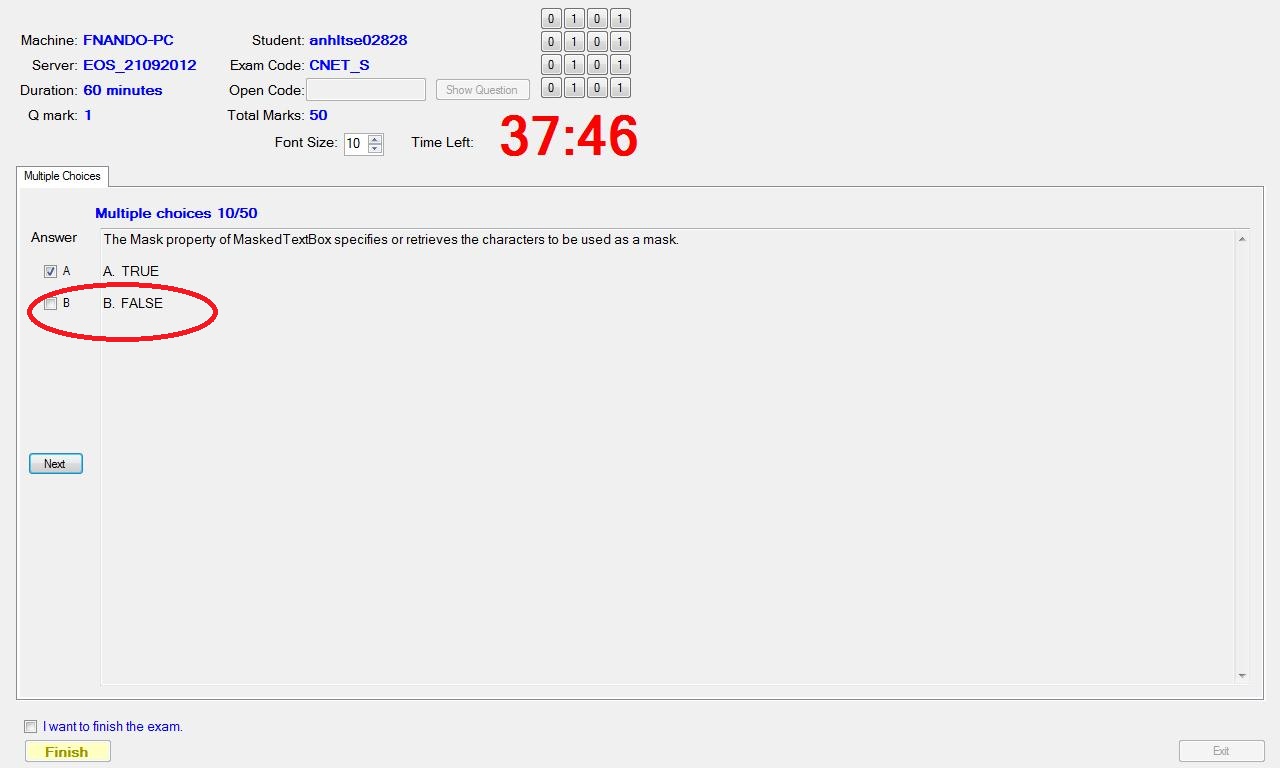 Machine: FNANDO-PC Student: anhltse02828
Server: EOS_21092012 Exam Code: CNET_S
Duration: 60 minutes Open Code: Show Question
Q mark: 1 Total Marks: 50
0 1 0 1
0 1 0 1
0 1 0 1
0 1 0 1
Font Size: 10 Time Left: 37:46
Multiple Choices
Multiple choices 10/50
Answer
The Mask property of MaskedTextBox specifies or retrieves the characters to be used as a mask.
A A. TRUE
B B. FALSE
Next
I want to finish the exam.
Finish
Exit